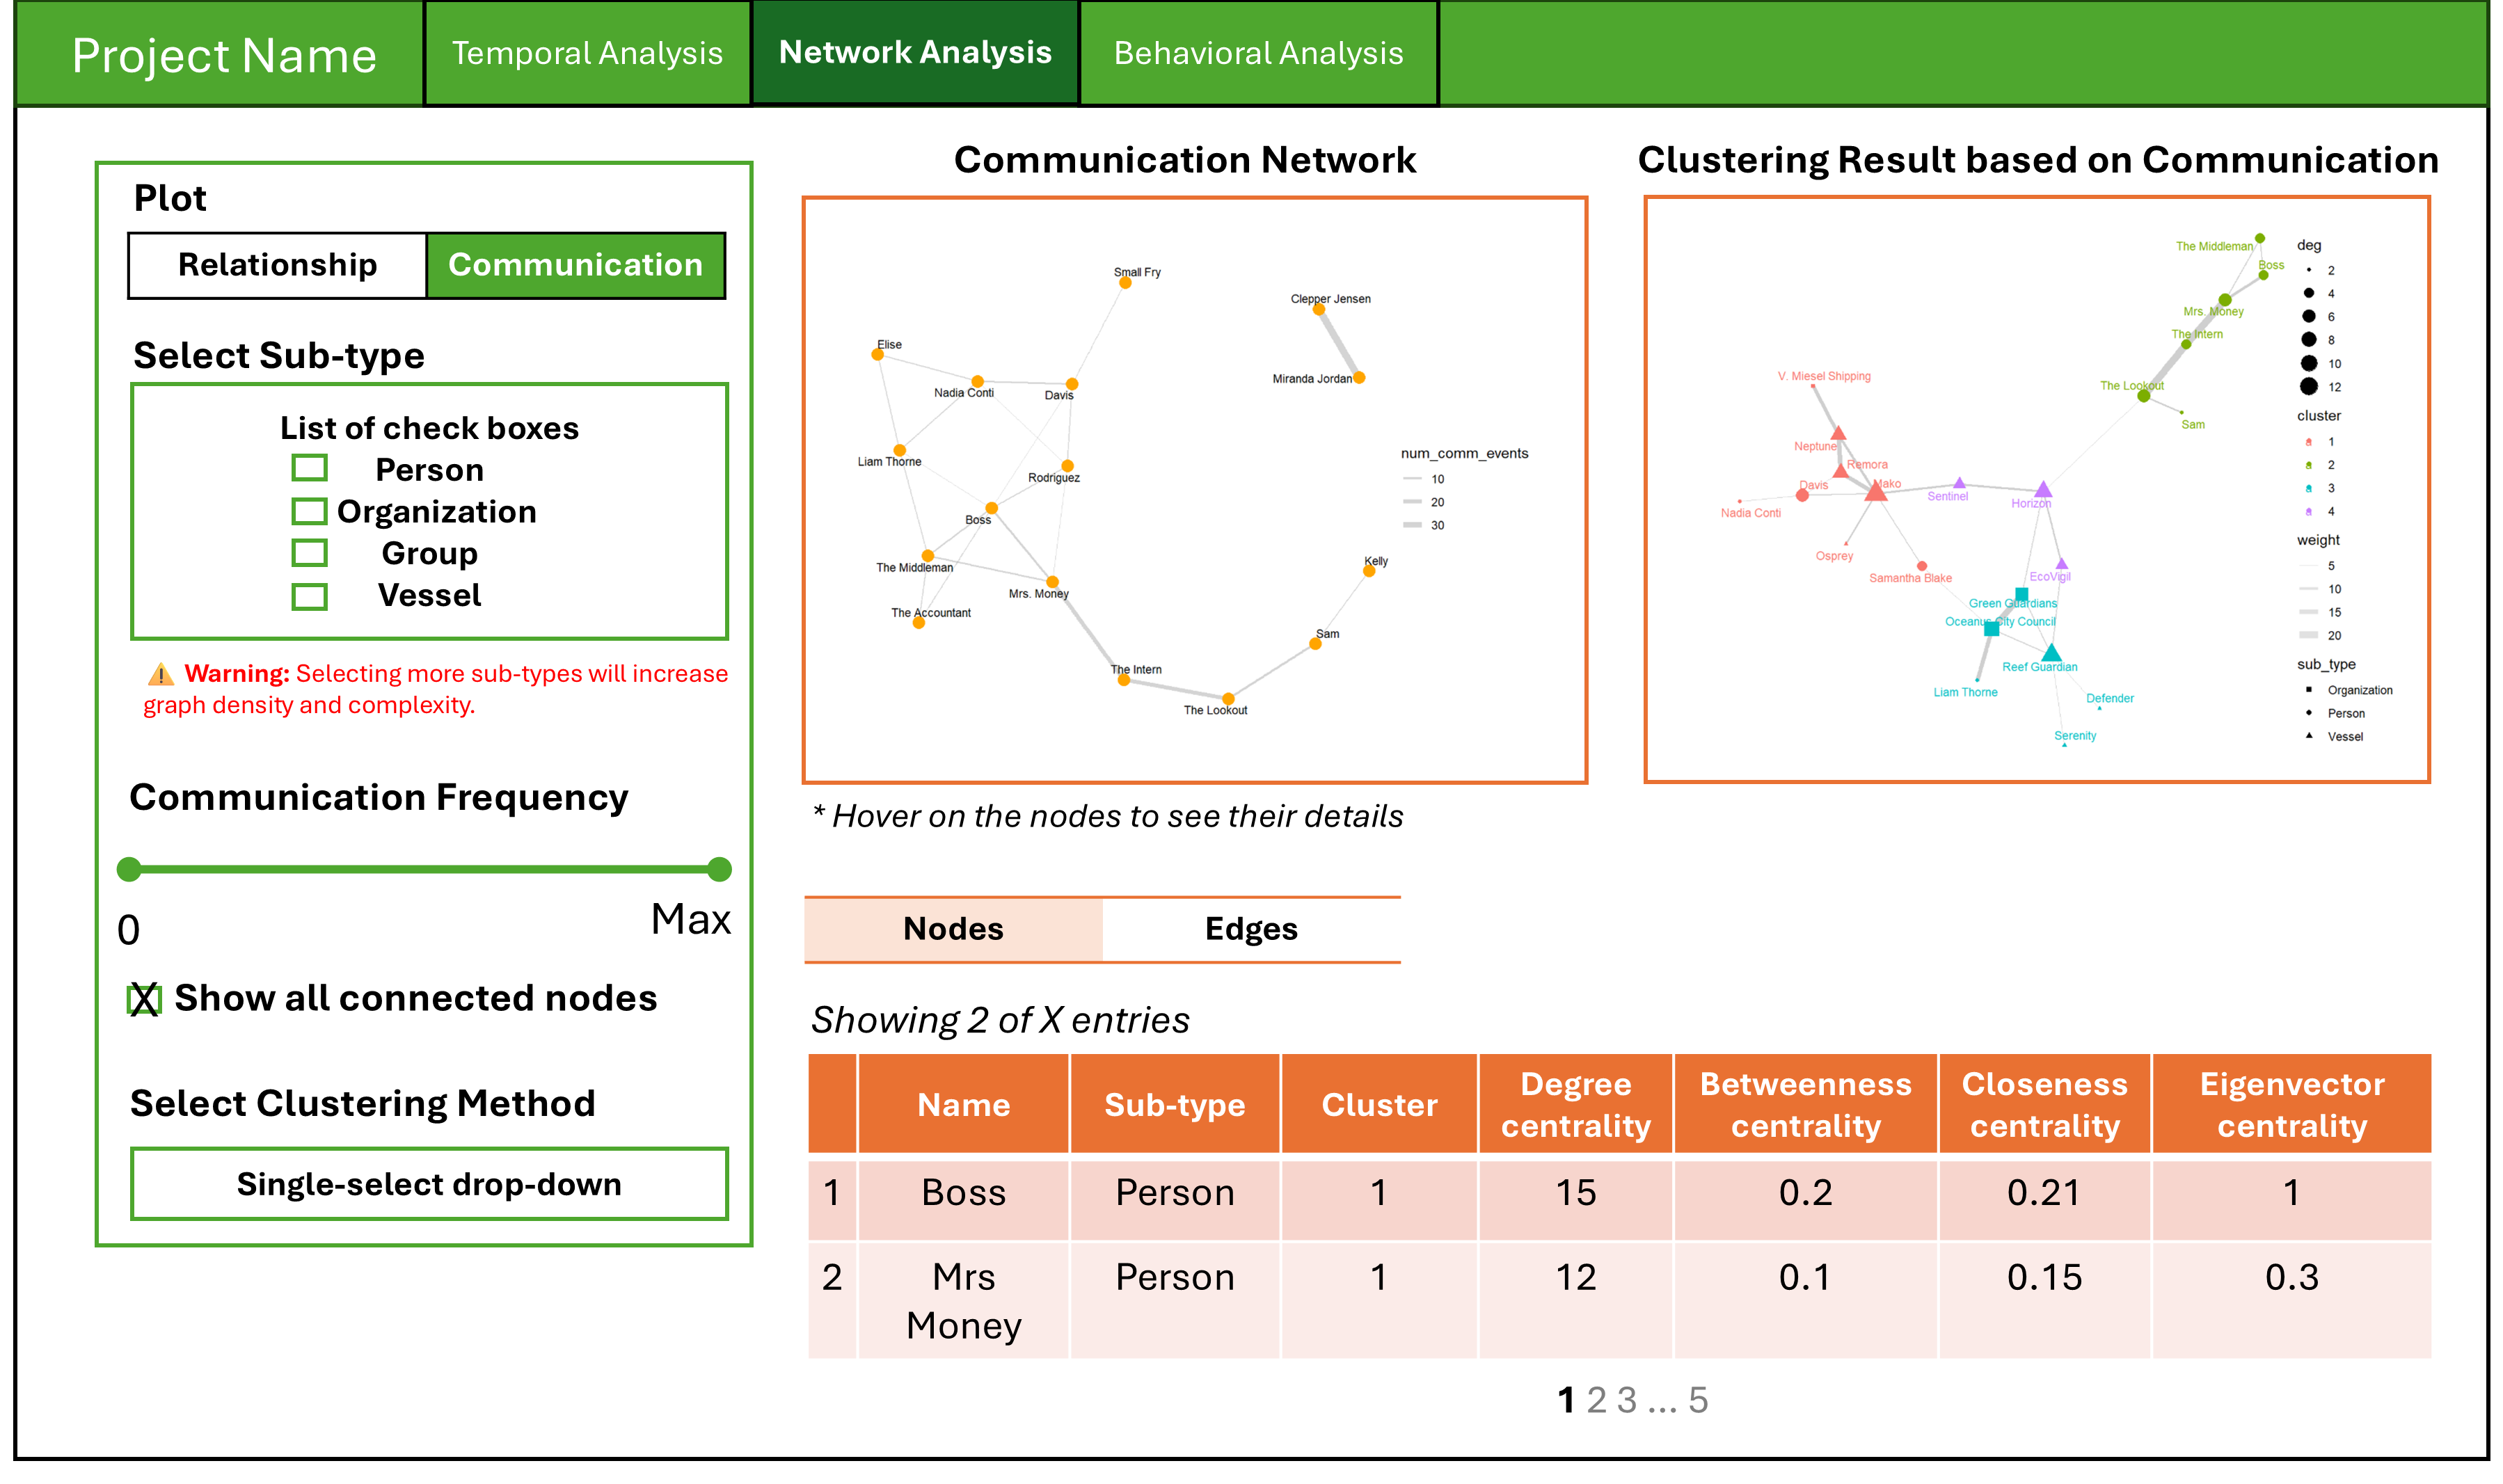 Project Name
Temporal Analysis
Network Analysis
Behavioral Analysis
Plot
Relationship
Communication
Select Sub-type
List of check boxes
Person
Organization
Group
Vessel
⚠ Warning: Selecting more sub-types will increase
graph density and complexity.
Communication Frequency
0
Max
X Show all connected nodes
Select Clustering Method
Single-select drop-down
Communication Network
Small Fry
Clepper Jensen
Elise
Miranda Jordan
Nadia Conti
Davis
Liam Thorne
Rodriguez
Boss
The Middleman
Mrs. Money
The Accountant
Kelly
Sam
The Intern
The Lookout
num_comm_events
10
20
30
* Hover on the nodes to see their details
Clustering Result based on Communication
The Middleman
Boss
Mrs. Money
The Intern
The Lookout
Sam
V. Miesel Shipping
Neptune
Remora
Davis
Mako
Nadia Conti
Sentinel
Horizon
Osprey
Samantha Blake
EcoVigil
Green Guardians
Oceanus City Council
Reef Guardian
Liam Thorne
Defender
Serenity
deg
2
4
6
8
10
12
cluster
a 1
a 2
a 3
a 4
weight
5
10
15
20
sub_type
Organization
Person
Vessel
Nodes
Edges
Showing 2 of X entries
Name Sub-type Cluster Degree centrality Betweenness centrality Closeness centrality Eigenvector centrality
1 Boss Person 1 15 0.2 0.21 1
2 Mrs Money Person 1 12 0.1 0.15 0.3
1 2 3 ... 5